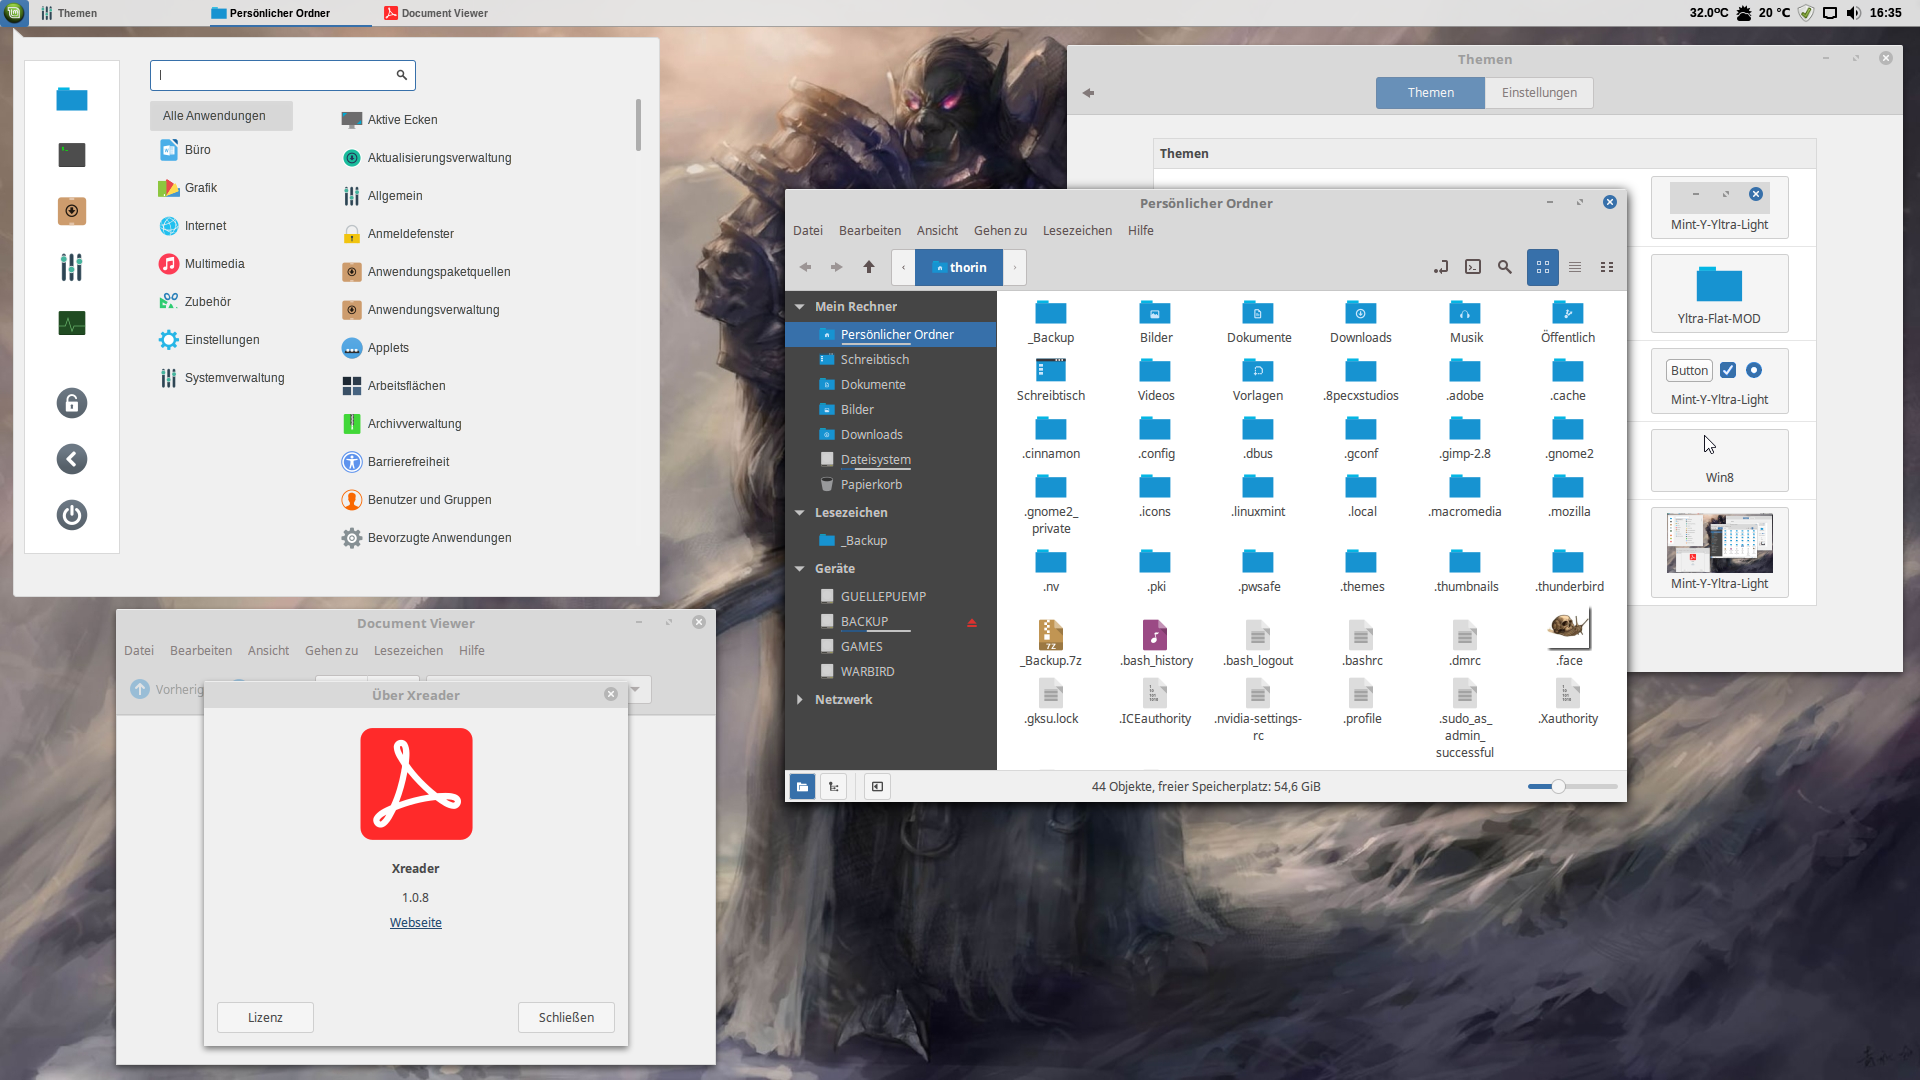 Themen
Persönlicher Ordner
Document Viewer
32.0ºC
20 ℃
16:35
Alle Anwendungen
Büro
Grafik
Internet
Multimedia
Zubehör
Einstellungen
Systemverwaltung
Aktive Ecken
Aktualisierungsverwaltung
Allgemein
Anmeldefenster
Anwendungspaketquellen
Anwendungsverwaltung
Applets
Arbeitsflächen
Archivverwaltung
Barrierefreiheit
Benutzer und Gruppen
Bevorzugte Anwendungen
Themen
Themen
Einstellungen
Themen
Mint-Y-Yltra-Light
Yltra-Flat-MOD
Button
Mint-Y-Yltra-Light
Win8
Mint-Y-Yltra-Light
Persönlicher Ordner
Datei
Bearbeiten
Ansicht
Gehen zu
Lesezeichen
Hilfe
thorin
Mein Rechner
Persönlicher Ordner
Schreibtisch
Dokumente
Bilder
Downloads
Dateisystem
Papierkorb
Lesezeichen
_Backup
Geräte
GUELLEPUEMP
BACKUP
GAMES
WARBIRD
Netzwerk
_Backup
Bilder
Dokumente
Downloads
Musik
Öffentlich
Schreibtisch
Videos
Vorlagen
.8pecxstudios
.adobe
.cache
.cinnamon
.config
.dbus
.gconf
.gimp-2.8
.gnome2
.gnome2_
private
.icons
.linuxmint
.local
.macromedia
.mozilla
.nv
.pki
.pwsafe
.themes
.thumbnails
.thunderbird
7Z
_Backup.7z
.bash_history
.bash_logout
.bashrc
.dmrc
.face
.gksu.lock
.ICEauthority
.nvidia-settings-
rc
.profile
.sudo_as_
admin_
successful
.Xauthority
44 Objekte, freier Speicherplatz: 54,6 GiB
Document Viewer
Datei
Bearbeiten
Ansicht
Gehen zu
Lesezeichen
Hilfe
Vorherig
Über Xreader
Xreader
1.0.8
Webseite
Lizenz
Schließen